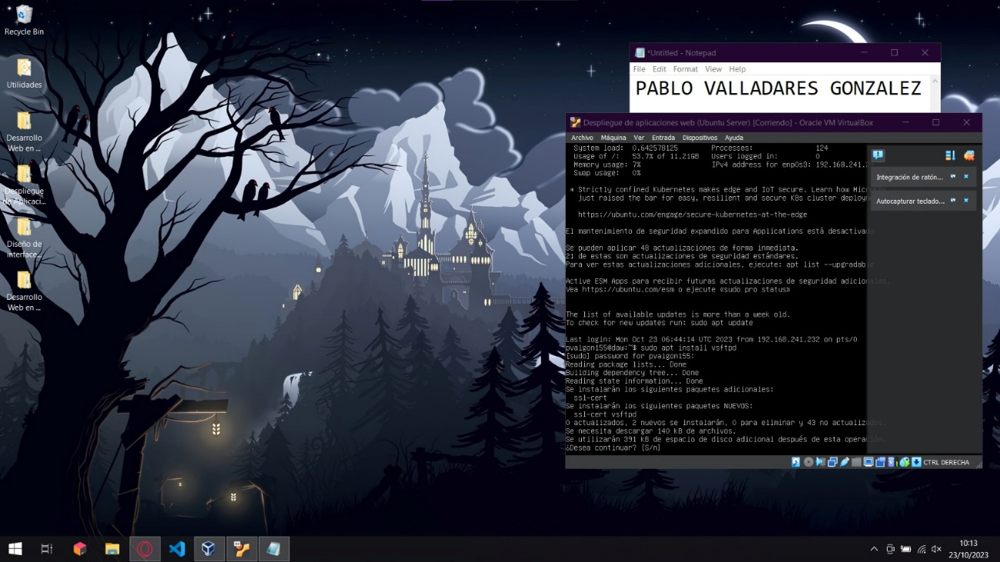 Recycle Bin
Utilidades
Desarrollo
Web en ...
Despliegue
de Aplicaci...
Diseño de
interface...
Desarrollo
Web en ...
*Untitled - Notepad
File Edit Format View Help
PABLO VALLADARES GONZALEZ
Despliegue de aplicaciones web (Ubuntu Server) [Corriendo] - Oracle VM VirtualBox
Archivo Máquina Ver Entrada Dispositivos Ayuda
System load: 0.642578125 Processes: 124
Usage of /: 53.7% of 11.21GB Users logged in: 0
Memory usage: 7% IPv4 address for enp0s3: 192.168.241.
Swap usage: 0%
* Strictly confined Kubernetes makes edge and IoT secure. Learn how Micr
just raised the bar for easy, resilient and secure K8s cluster deploym
https://ubuntu.com/engage/secure-kubernetes-at-the-edge
El mantenimiento de seguridad expandido para Applications está desactivado
Se pueden aplicar 48 actualizaciones de forma inmediata.
21 de estas son actualizaciones de seguridad estándares.
Para ver estas actualizaciones adicionales, ejecute: apt list --upgradable
Active ESM Apps para recibir futuras actualizaciones de seguridad adicionales.
Vea https://ubuntu.com/esm o ejecute «sudo pro status»
The list of available updates is more than a week old.
To check for new updates run: sudo apt update
Last login: Mon Oct 23 06:44:14 UTC 2023 from 192.168.241.232 on pts/0
pvalgon155@daw:~$ sudo apt install vsftpd
[sudo] password for pvalgon155:
Reading package lists... Done
Building dependency tree... Done
Reading state information... Done
Se instalarán los siguientes paquetes adicionales:
ssl-cert
Se instalarán los siguientes paquetes NUEVOS:
ssl-cert vsftpd
0 actualizados, 2 nuevos se instalarán, 0 para eliminar y 43 no actualizados.
Se necesita descargar 140 kB de archivos.
Se utilizarán 391 kB de espacio de disco adicional después de esta operación.
¿Desea continuar? [S/n]
Integración de ratón...
Autocapturar teclado...
CTRL DERECHA
10:13
23/10/2023